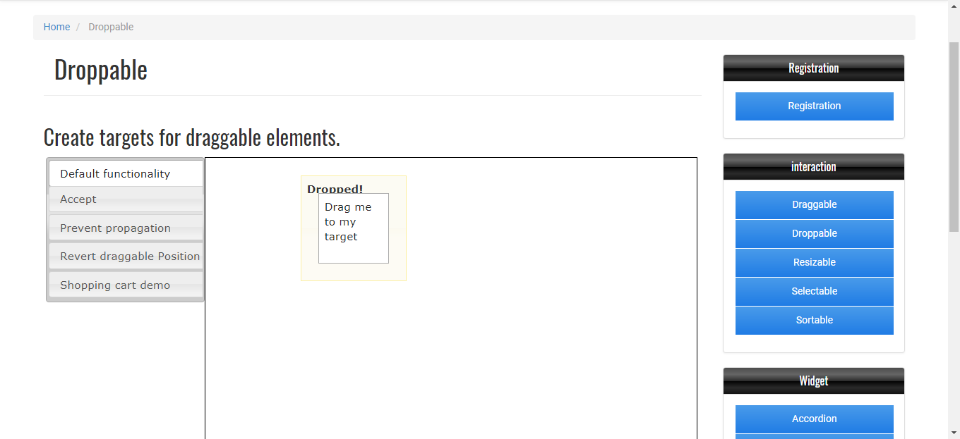 Home / Droppable
Droppable
Create targets for draggable elements.
Default functionality
Accept
Prevent propagation
Revert draggable Position
Shopping cart demo
Dropped!
Drag me
to my
target
Registration
Registration
interaction
Draggable
Droppable
Resizable
Selectable
Sortable
Widget
Accordion